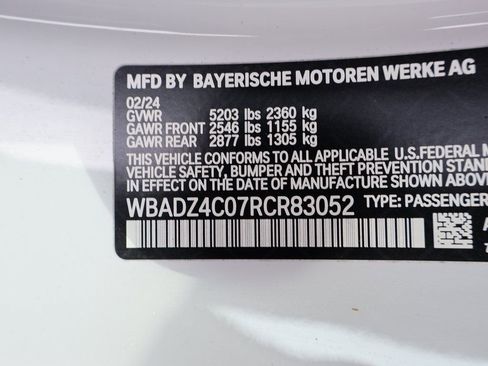 MFD BY BAYERISCHE MOTOREN WERKE AG
02/24
GVWR 5203 lbs 2360 kg
GAWR FRONT 2546 lbs 1155 kg
GAWR REAR 2877 lbs 1305 kg
THIS VEHICLE CONFORMS TO ALL APPLICABLE U.S.FEDERAL M
VEHICLE SAFETY, BUMPER AND THEFT PREVENTION STANDA
IN EFFECT ON THE DATE OF MANUFACTURE SHOWN ABOVE
WBADZ4C07RCR83052 TYPE: PASSENGER